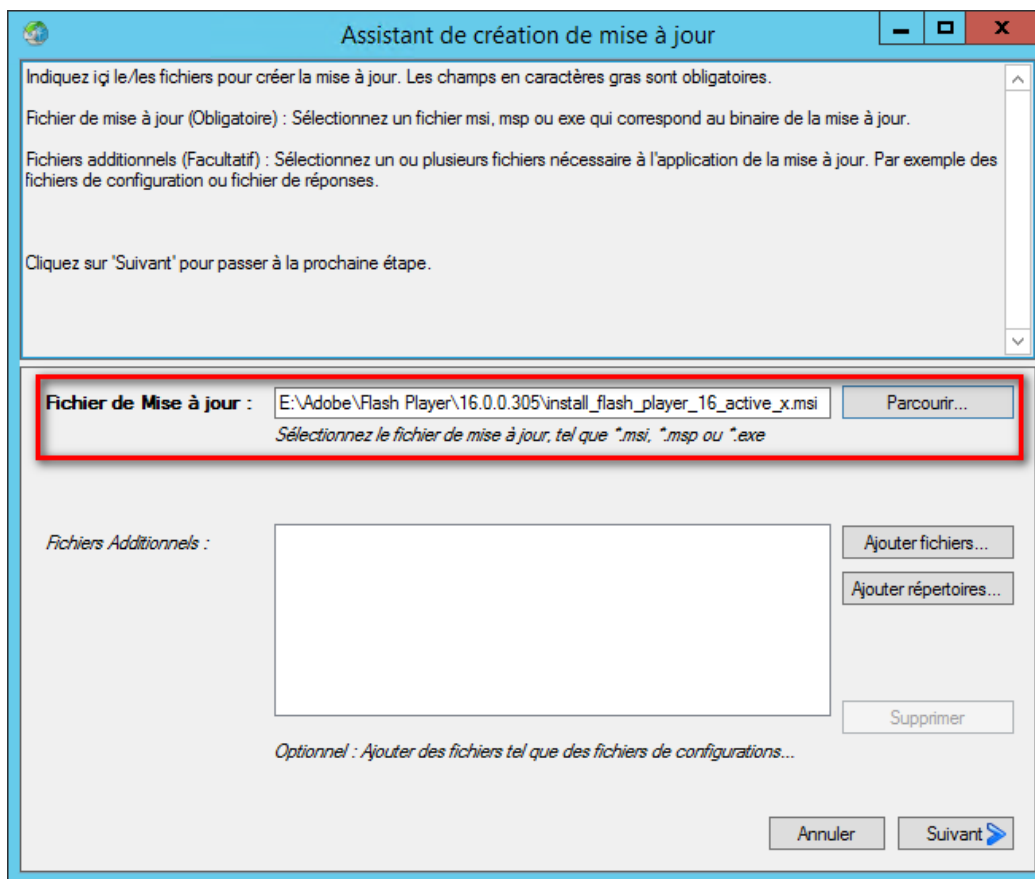 Assistant de création de mise à jour
Indiquez içi le/les fichiers pour créer la mise à jour. Les champs en caractères gras sont obligatoires.
Fichier de mise à jour (Obligatoire) : Sélectionnez un fichier msi, msp ou exe qui correspond au binaire de la mise à jour.
Fichiers additionnels (Facultatif) : Sélectionnez un ou plusieurs fichiers nécessaire à l'application de la mise à jour. Par exemple des
fichiers de configuration ou fichier de réponses.
Cliquez sur 'Suivant' pour passer à la prochaine étape.
Fichier de Mise à jour : E:\Adobe\Flash Player\16.0.0.305\install_flash_player_16_active_x.msi Parcourir...
Sélectionnez le fichier de mise à jour, tel que *.msi, *.msp ou *.exe
Fichiers Additionnels : Ajouter fichiers...
Ajouter répertoires...
Supprimer
Optionnel : Ajouter des fichiers tel que des fichiers de configurations...
Annuler Suivant